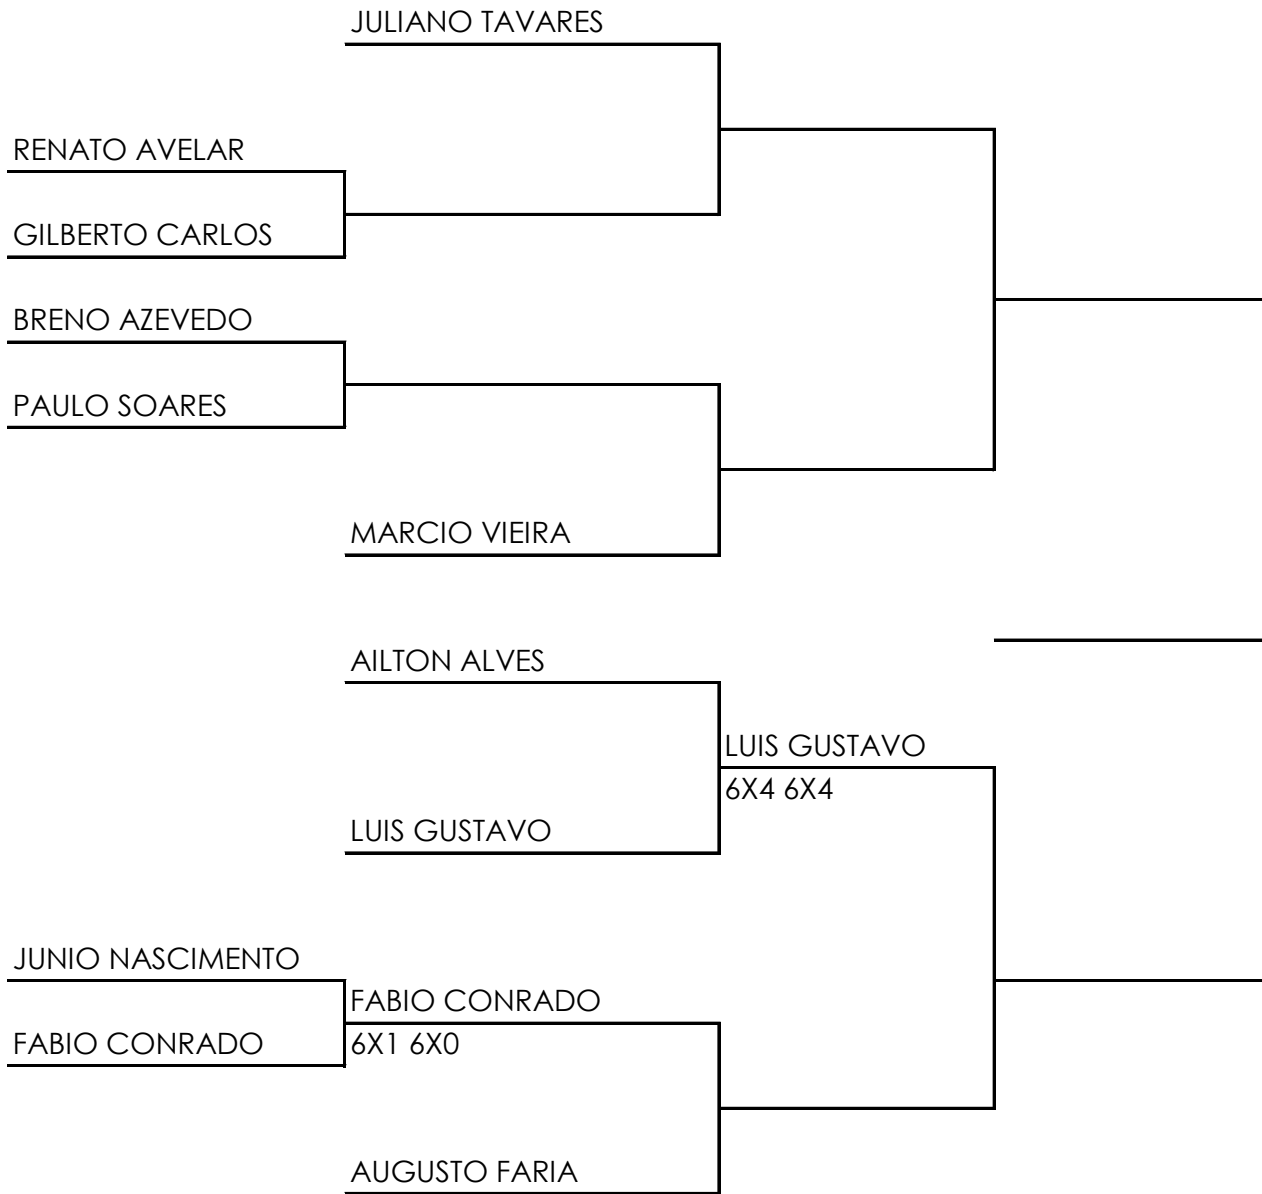 JULIANO TAVARES
RENATO AVELAR
GILBERTO CARLOS
BRENO AZEVEDO
PAULO SOARES
MARCIO VIEIRA
AILTON ALVES
LUIS GUSTAVO
6X4 6X4
LUIS GUSTAVO
JUNIO NASCIMENTO
FABIO CONRADO
FABIO CONRADO
6X1 6X0
AUGUSTO FARIA